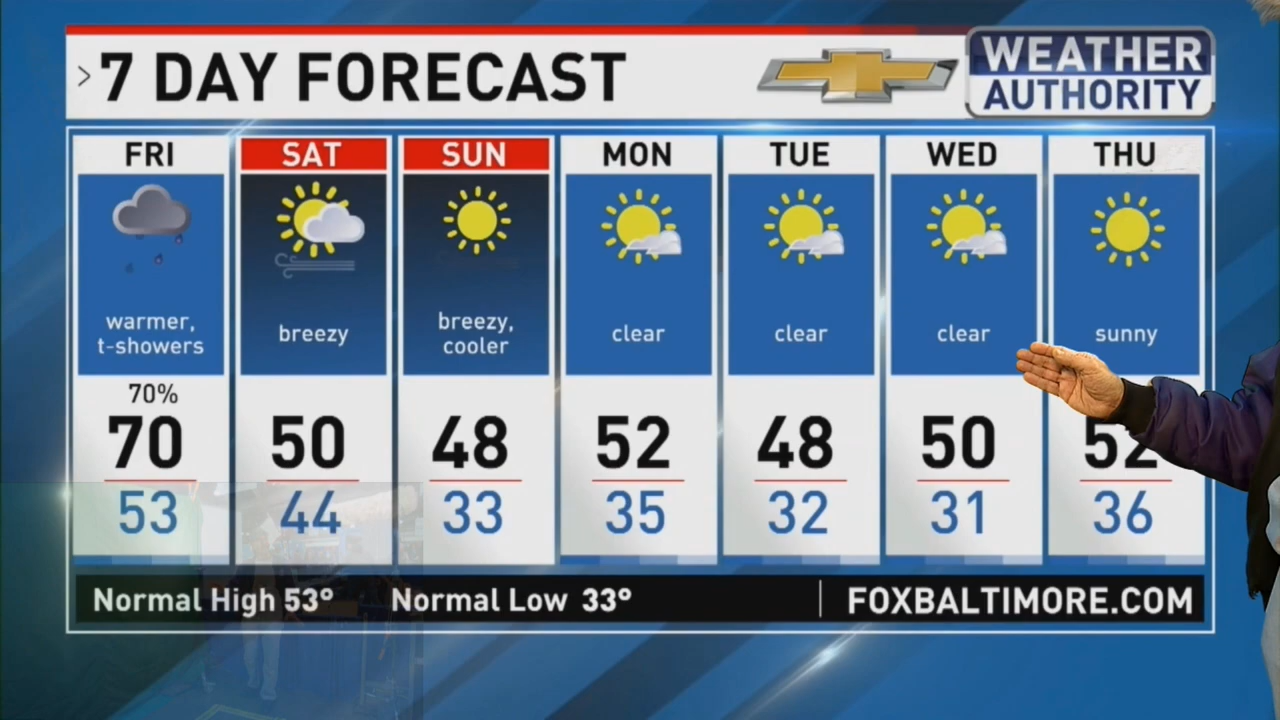 > 7 DAY FORECAST
WEATHER
AUTHORITY
FRI
SAT
SUN
MON
TUE
WED
THU
warmer,
t-showers
breezy
breezy,
cooler
clear
clear
clear
sunny
70%
70
50
48
52
48
50
52
53
44
33
35
32
31
36
Normal High 53°
Normal Low 33°
FOXBALTIMORE.COM